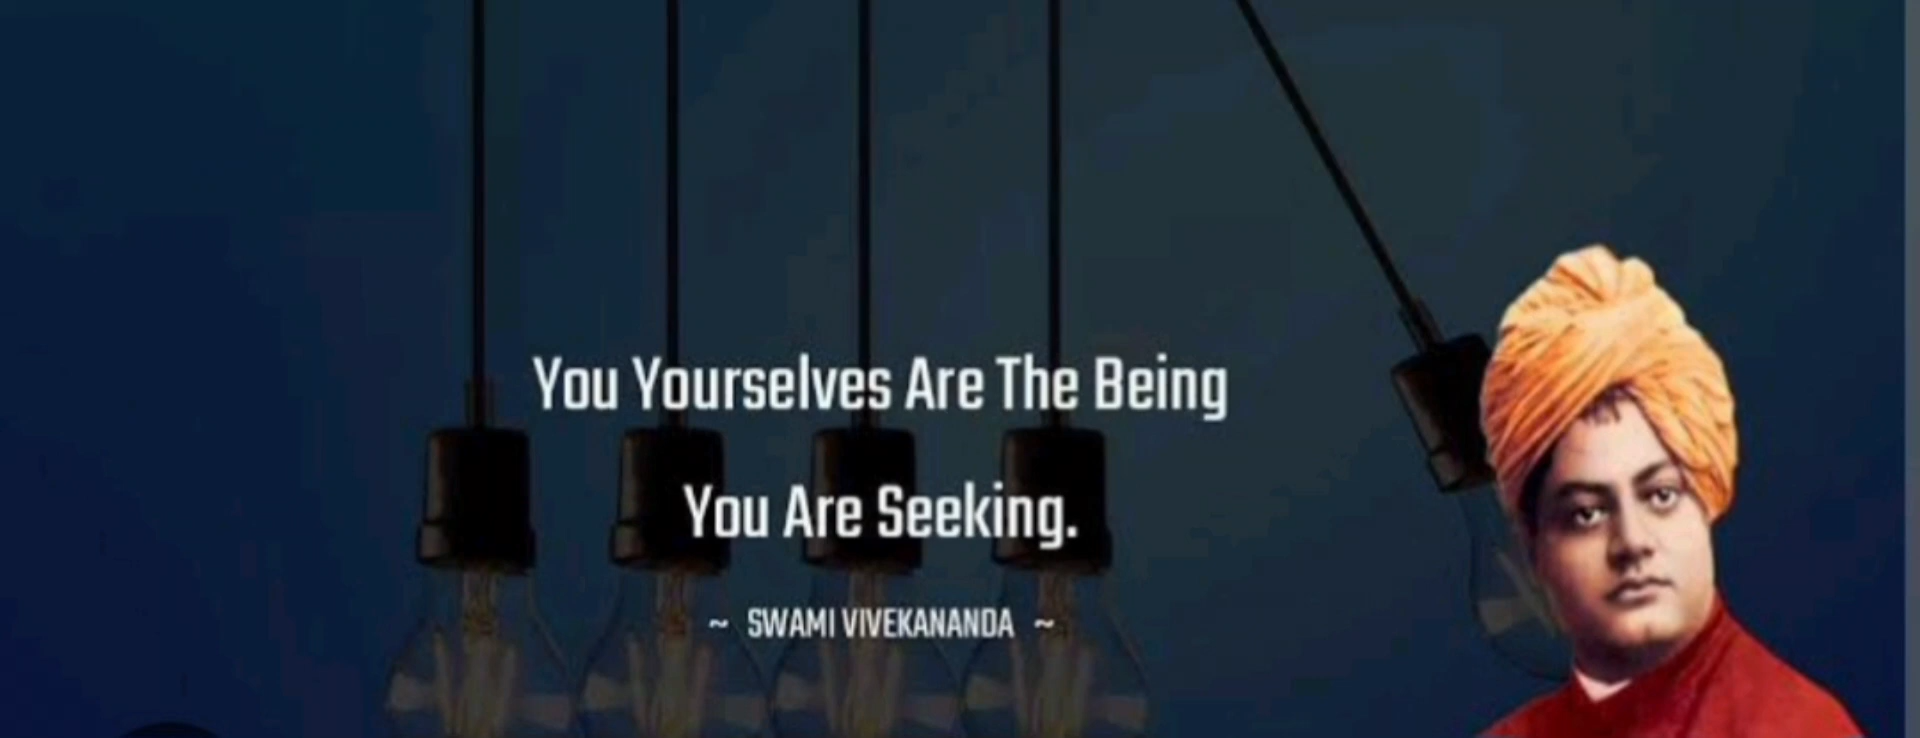 You Yourselves Are The Being
You Are Seeking.
~ SWAMI VIVEKANANDA ~